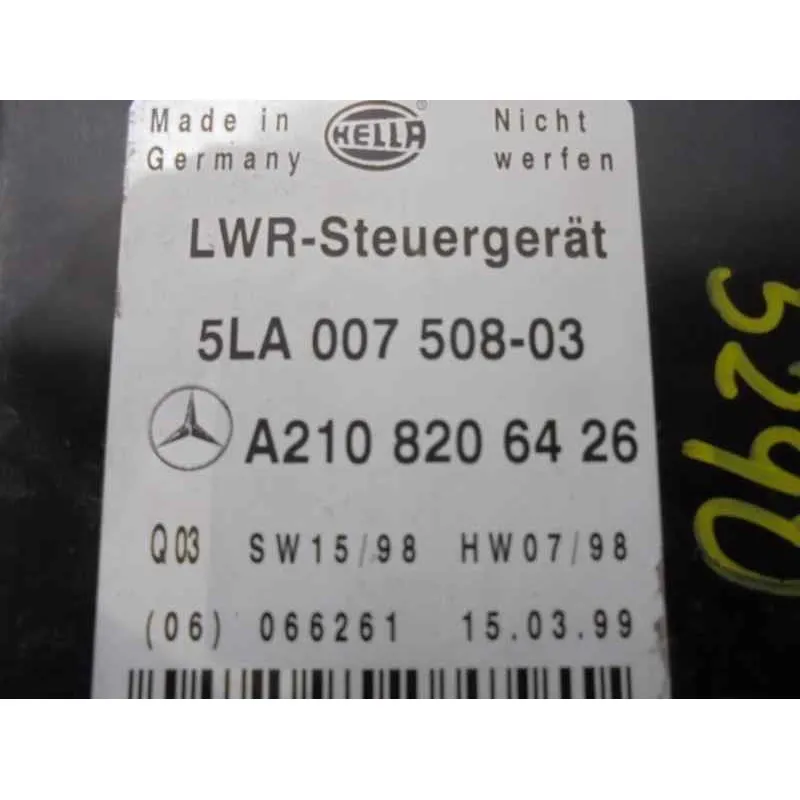 Made in Germany
HELLA®
Nicht werfen
LWR-Steuergerät
5LA 007 508-03
A210 820 64 26
Q03 SW15/98 HW07/98
(06) 066261 15.03.99
5290